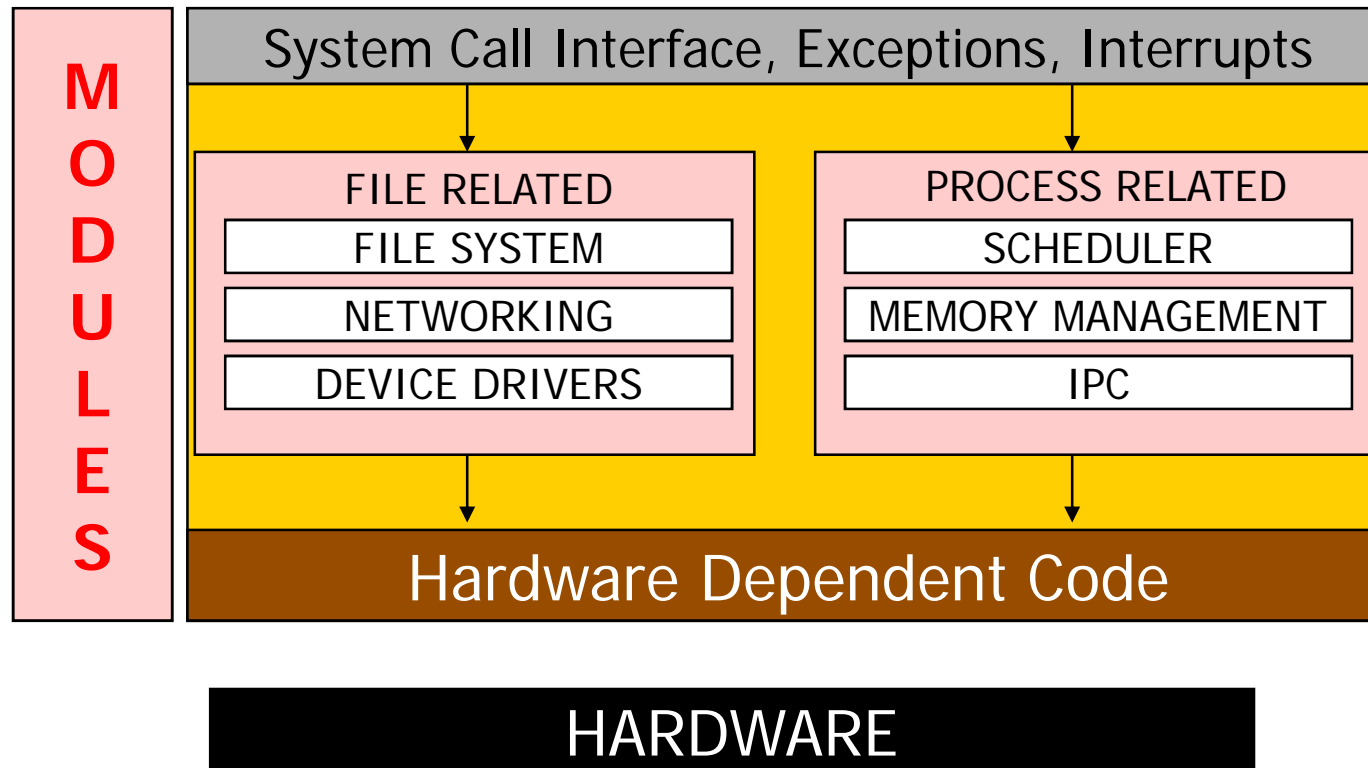 MODULES
System Call Interface, Exceptions, Interrupts
FILE RELATED
FILE SYSTEM
NETWORKING
DEVICE DRIVERS
PROCESS RELATED
SCHEDULER
MEMORY MANAGEMENT
IPC
Hardware Dependent Code
HARDWARE